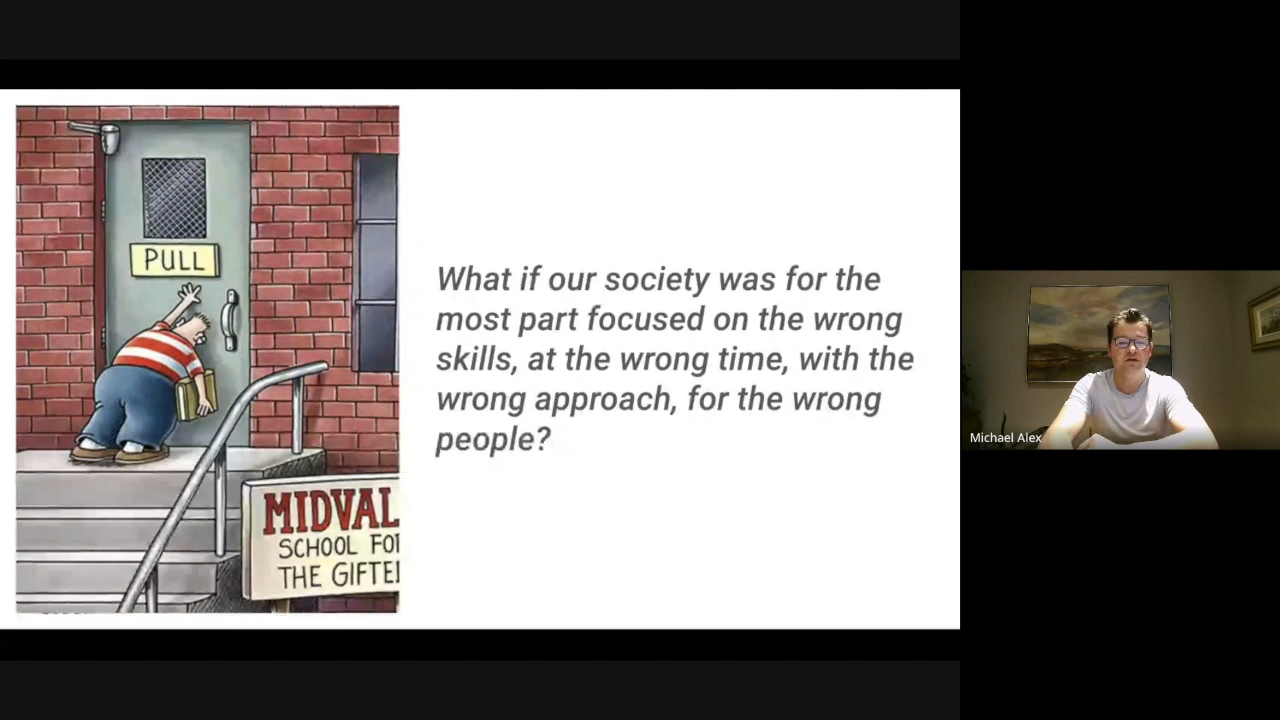 PULL
MIDVAL
SCHOOL FO
THE GIFTE
What if our society was for the
most part focused on the wrong
skills, at the wrong time, with the
wrong approach, for the wrong
people?
Michael Alex